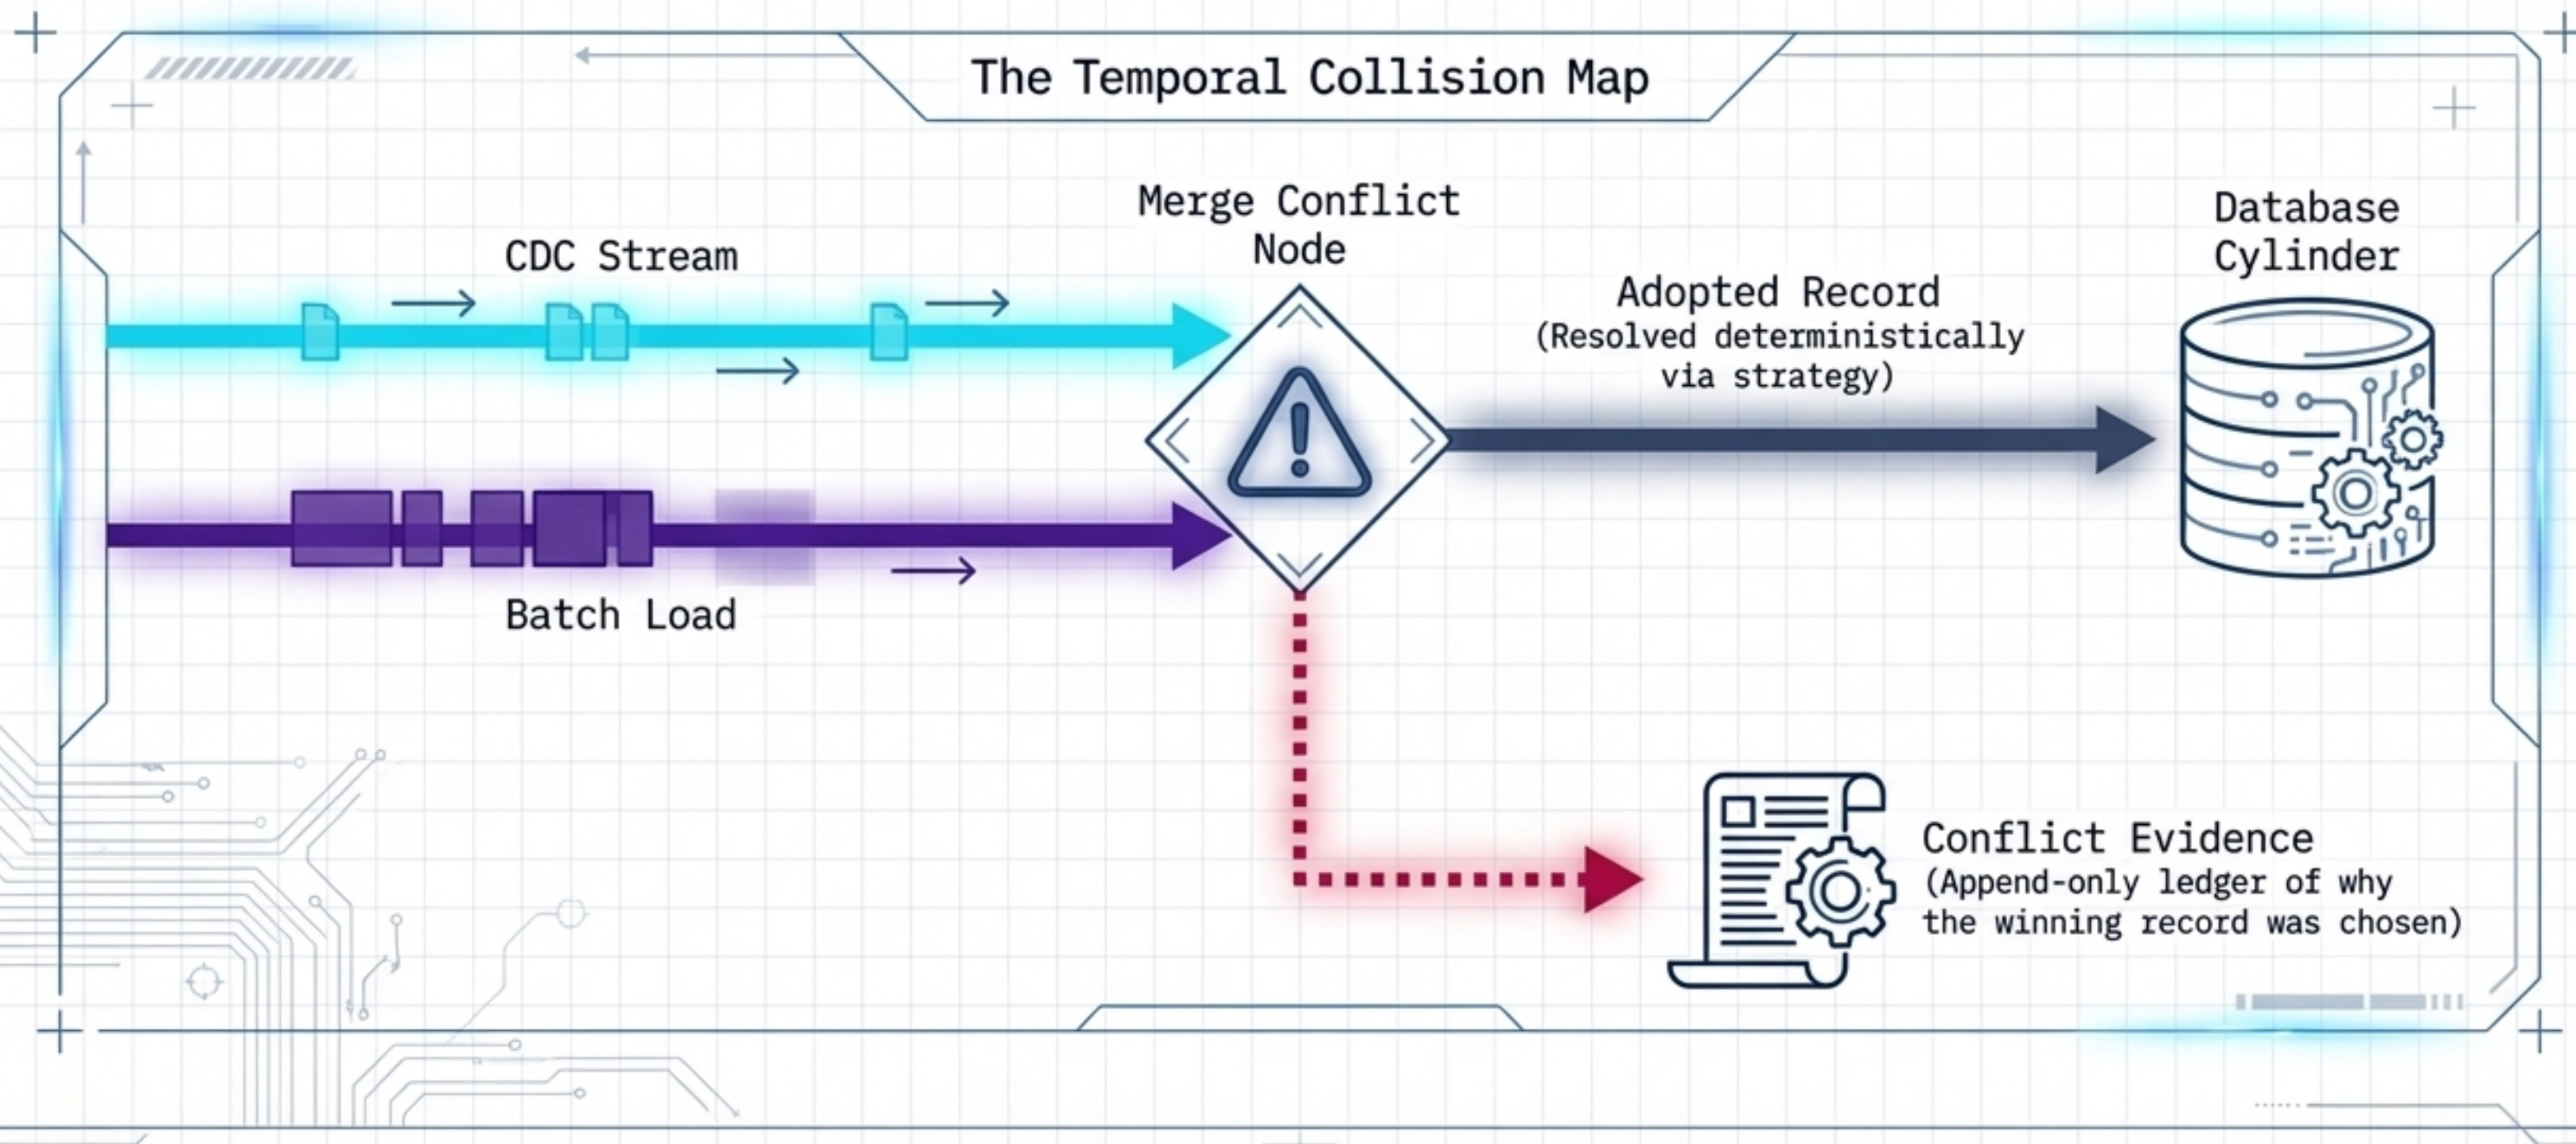 The Temporal Collision Map
Merge Conflict
Node
Database
Cylinder
CDC Stream
Adopted Record
(Resolved deterministically
via strategy)
Batch Load
Conflict Evidence
(Append-only ledger of why
the winning record was chosen)